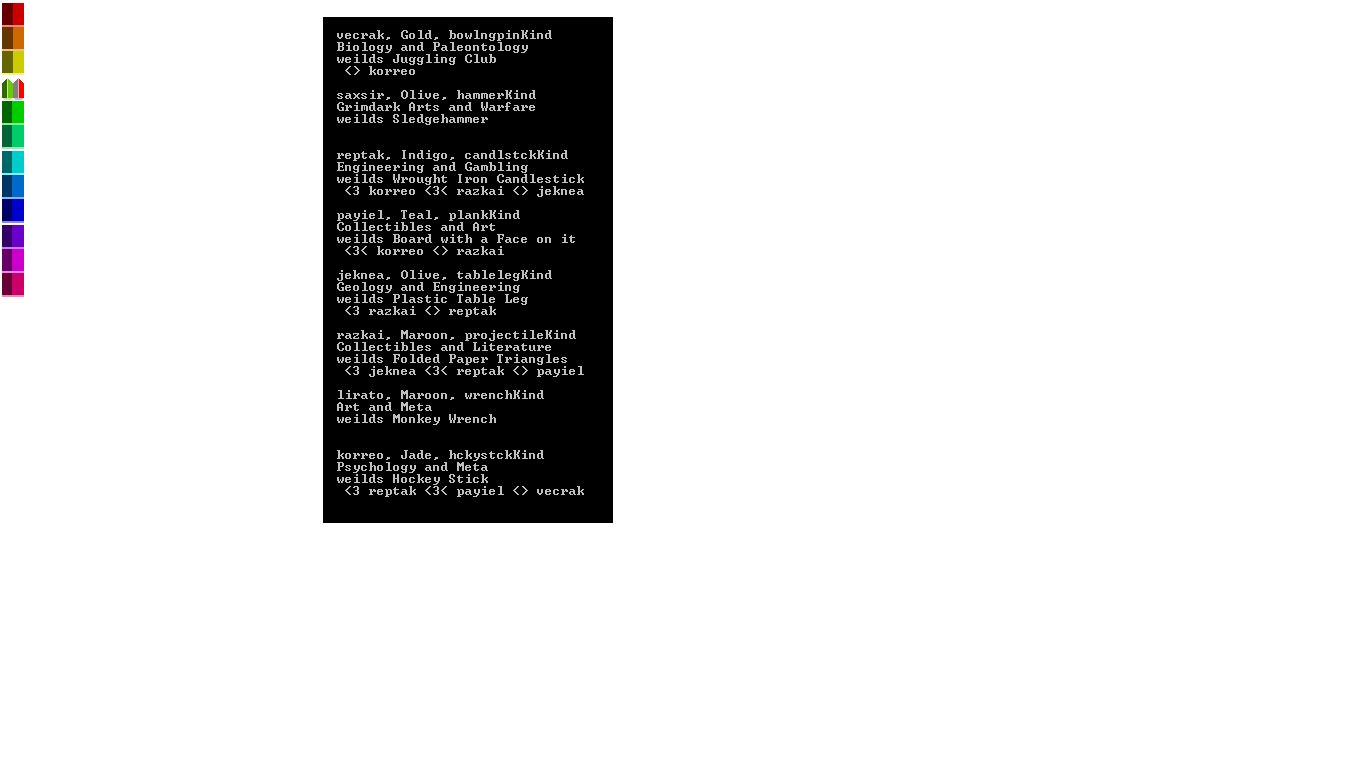 vecrak, Gold, bowlngpinKind
Biology and Paleontology
weilds Juggling Club
<> korreo
saxsir, Olive, hammerKind
Grimdark Arts and Warfare
weilds Sledgehammer
reptak, Indigo, candlstckKind
Engineering and Gambling
weilds Wrought Iron Candlestick
<3 korreo <3< razkai <> jeknea
payiel, Teal, plankKind
Collectibles and Art
weilds Board with a Face on it
<3< korreo <> razkai
jeknea, Olive, tablelegKind
Geology and Engineering
weilds Plastic Table Leg
<3 razkai <> reptak
razkai, Maroon, projectileKind
Collectibles and Literature
weilds Folded Paper Triangles
<3 jeknea <3< reptak <> payiel
lirato, Maroon, wrenchKind
Art and Meta
weilds Monkey Wrench
korreo, Jade, hckystckKind
Psychology and Meta
weilds Hockey Stick
<3 reptak <3< payiel <> vecrak